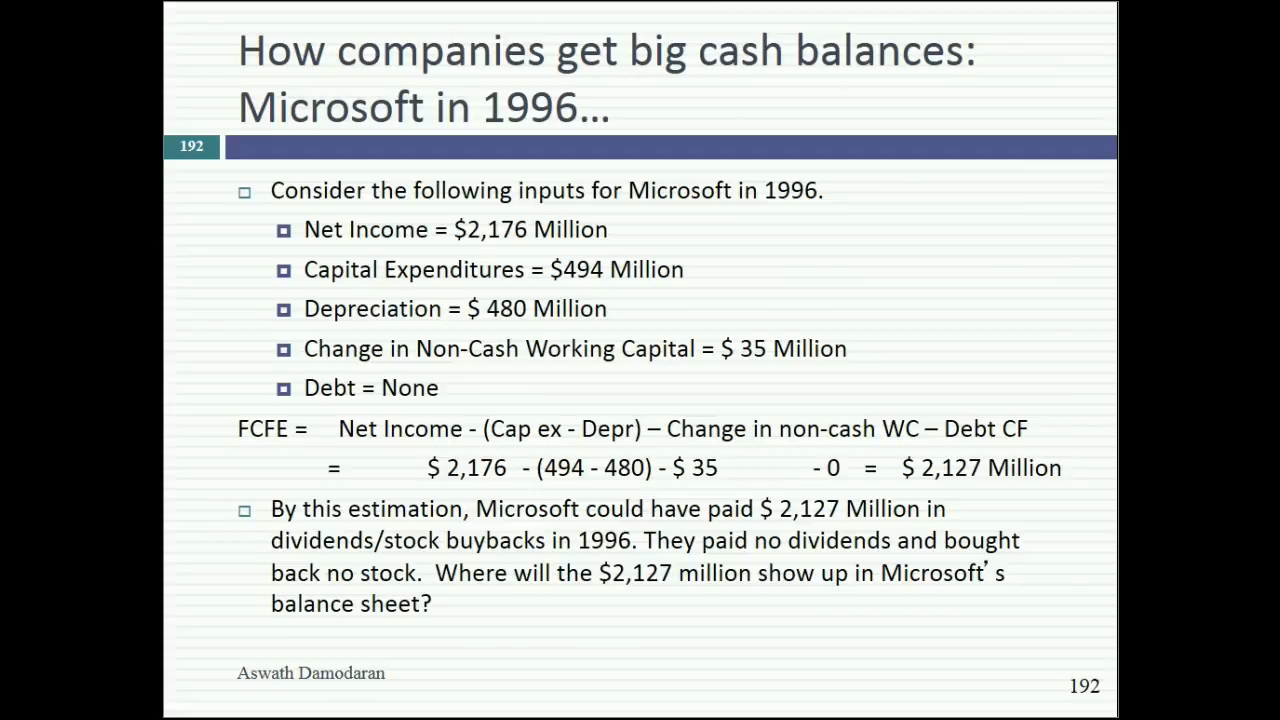 How companies get big cash balances:
Microsoft in 1996…
192
Consider the following inputs for Microsoft in 1996.
Net Income = $2,176 Million
Capital Expenditures = $494 Million
Depreciation = $ 480 Million
Change in Non-Cash Working Capital = $ 35 Million
Debt = None
FCFE = Net Income - (Cap ex - Depr) – Change in non-cash WC – Debt CF
= $ 2,176 - (494 - 480) - $ 35 - 0 = $ 2,127 Million
By this estimation, Microsoft could have paid $ 2,127 Million in
dividends/stock buybacks in 1996. They paid no dividends and bought
back no stock. Where will the $2,127 million show up in Microsoft’ s
balance sheet?
Aswath Damodaran
192